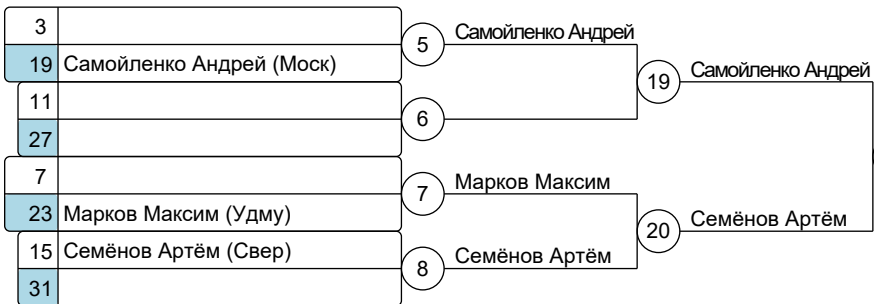 3
19 Самойленко Андрей (Моск)
11
27
7
23 Марков Максим (Удму)
15 Семёнов Артём (Свер)
31
5 Самойленко Андрей
6
7 Марков Максим
8 Семёнов Артём
19 Самойленко Андрей
20 Семёнов Артём